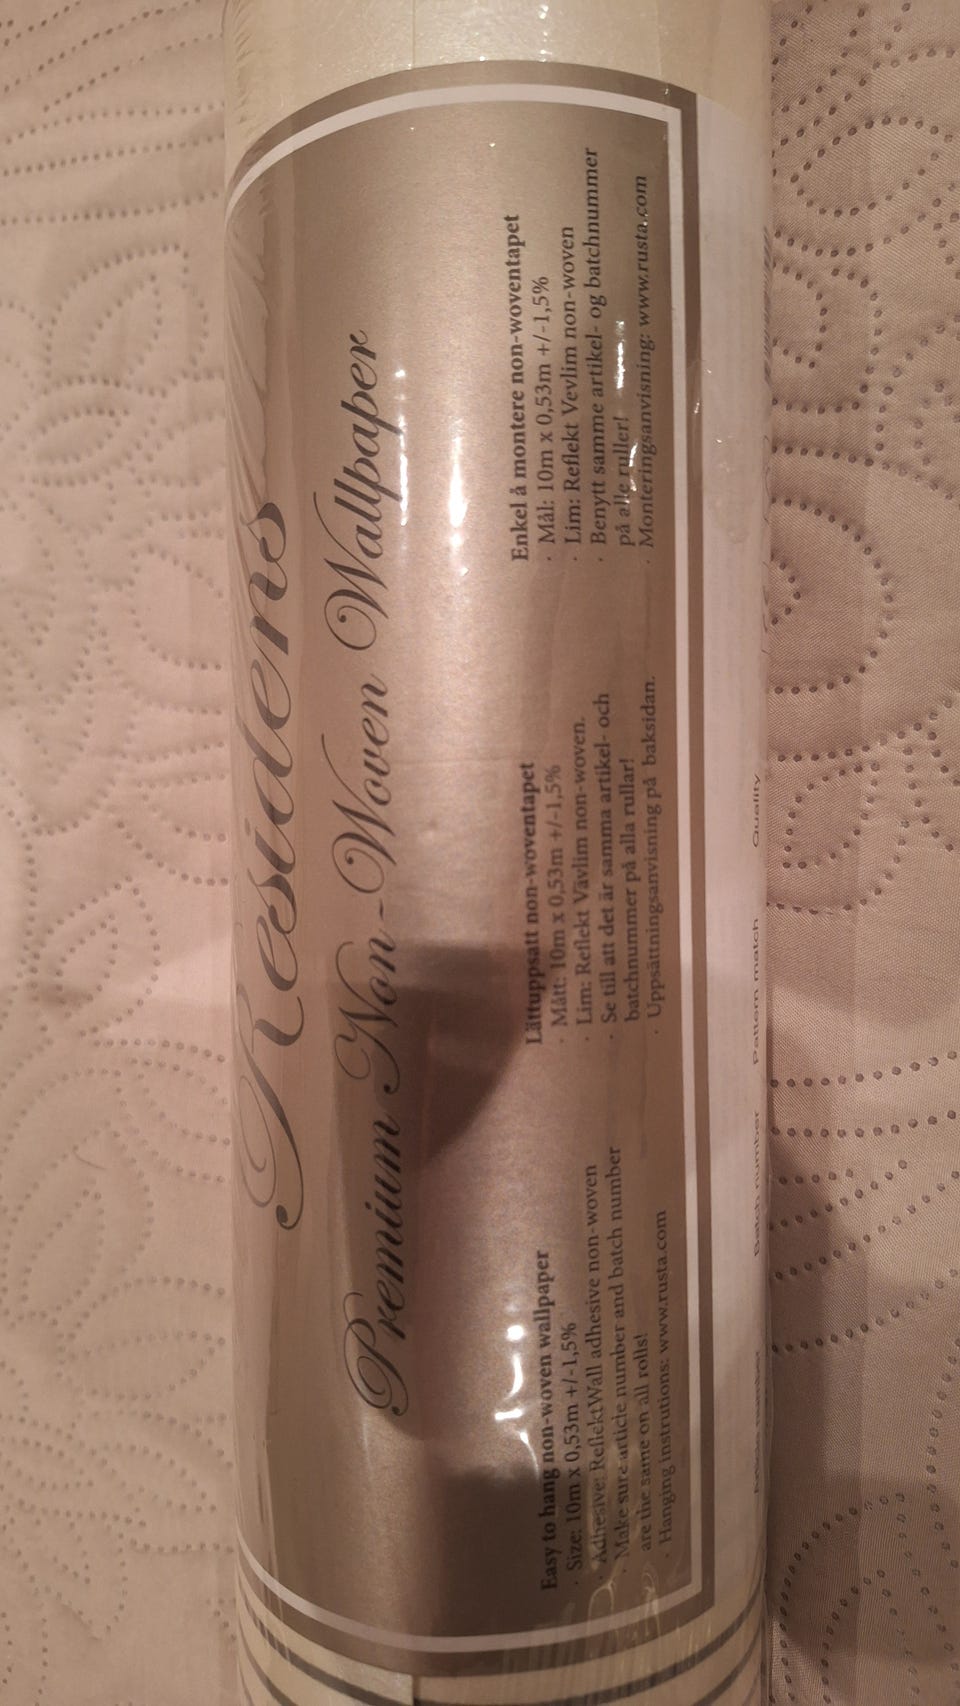 Residens
Premium Non-Woven Wallpaper
Easy to hang non-woven wallpaper
· Size: 10m x 0,53m +/-1,5%
· Adhesive: ReflektWall adhesive non-woven
· Make sure article number and batch number
are the same on all rolls!
· Hanging instrutions: www.rusta.com
Lättuppsatt non-woventapet
· Mått: 10m x 0,53m +/-1,5%
· Lim: Reflekt Vävlim non-woven.
· Se till att det är samma artikel- och
batchnummer på alla rullar!
· Uppsättningsanvisning på baksidan.
Enkel å montere non-woventapet
· Mål: 10m x 0,53m +/-1,5%
· Lim: Reflekt Vevlim non-woven
· Benytt samme artikel- og batchnummer
på alle ruller!
· Monteringsanvisning: www.rusta.com
Article number Batch number Pattern match Quality